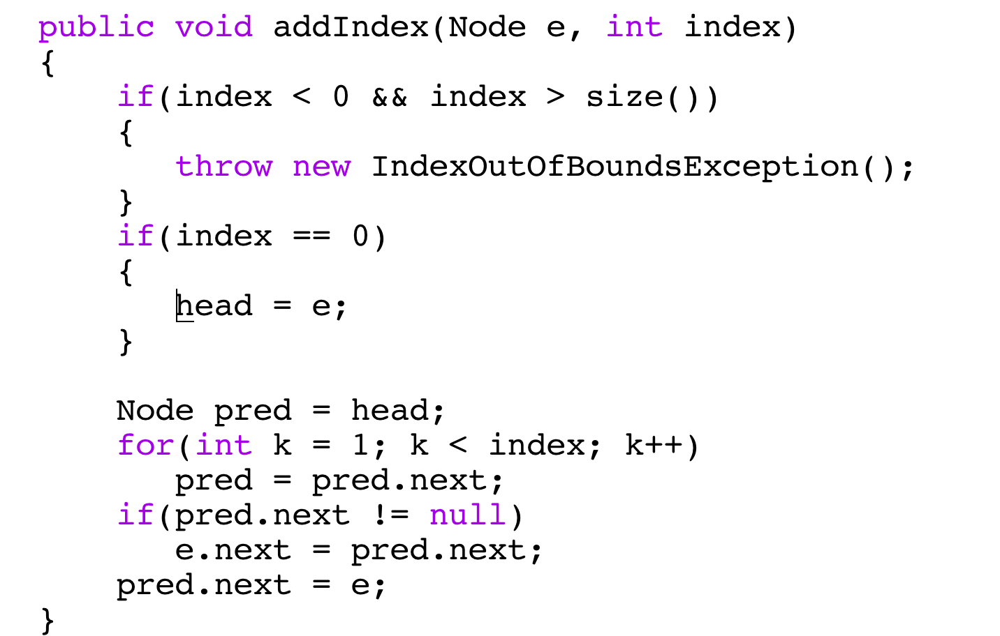 public void addIndex(Node e, int index)
{
    if(index < 0 && index > size())
    {
       throw new IndexOutOfBoundsException();
    }
    if(index == 0)
    {
       head = e;
    }

    Node pred = head;
    for(int k = 1; k < index; k++)
       pred = pred.next;
    if(pred.next != null)
       e.next = pred.next;
    pred.next = e;
}